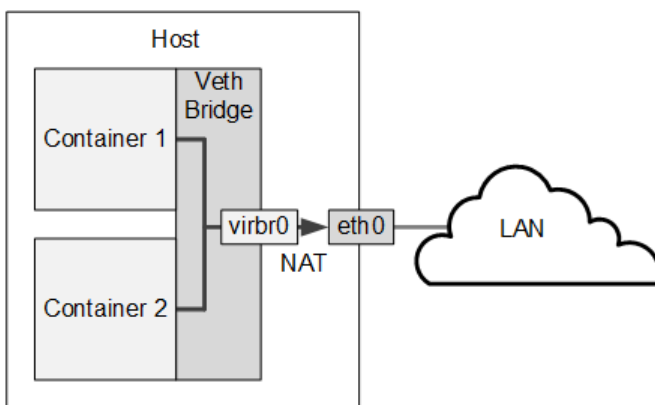 Host
Veth
Bridge
Container 1
virbr0
eth0
LAN
NAT
Container 2